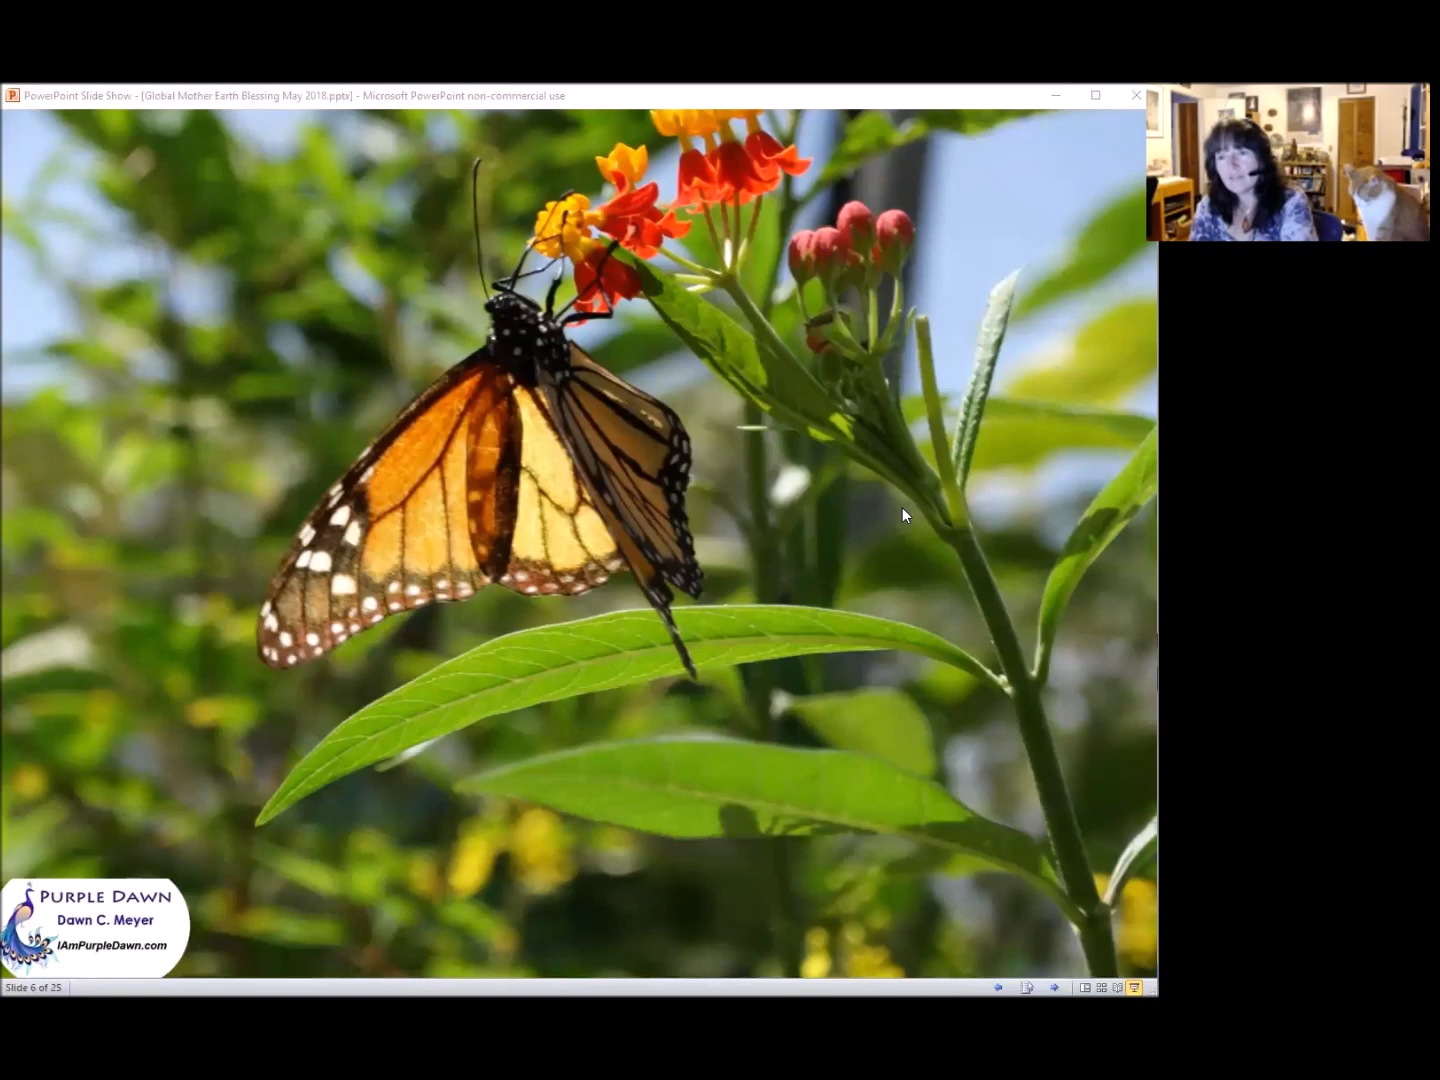 PowerPoint Slide Show - [Global Mother Earth Blessing May 2018.pptx] - Microsoft PowerPoint non-commercial use
PURPLE DAWN
Dawn C. Meyer
IAmPurpleDawn.com
Slide 6 of 25